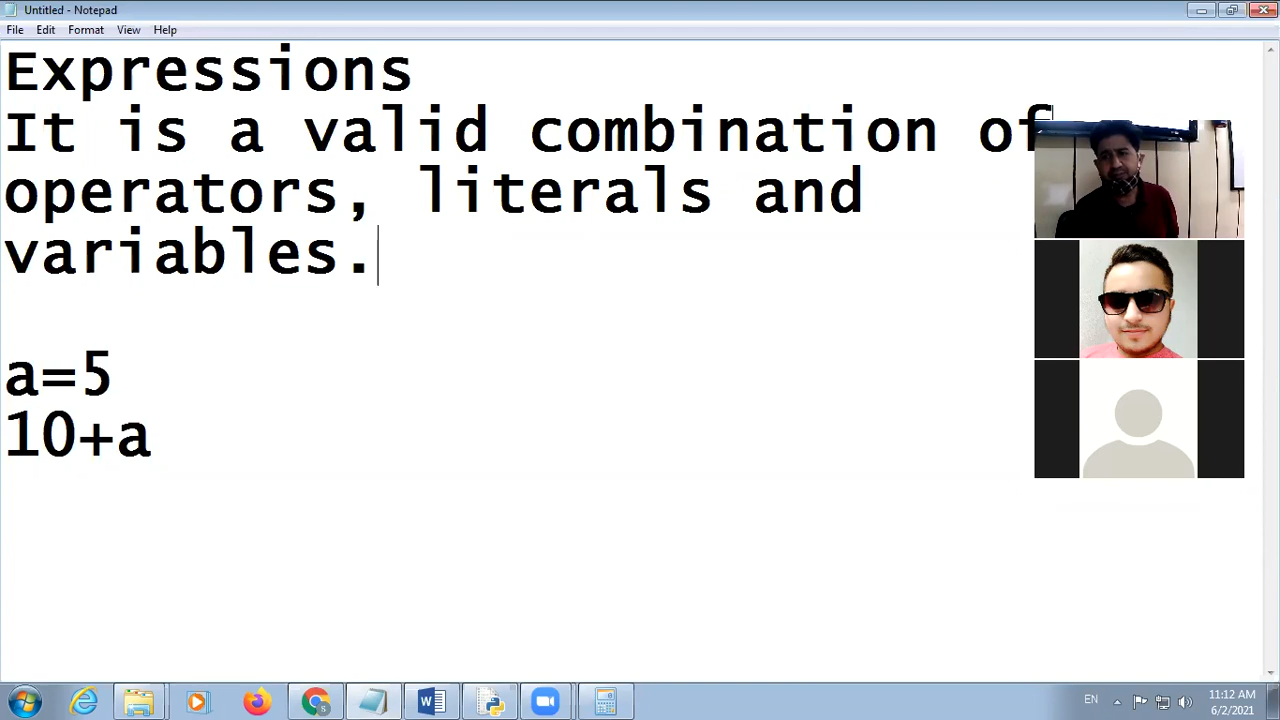 Untitled - Notepad
File Edit Format View Help
Expressions
It is a valid combination of
operators, literals and
variables.
a=5
10+a
EN
11:12 AM
6/2/2021